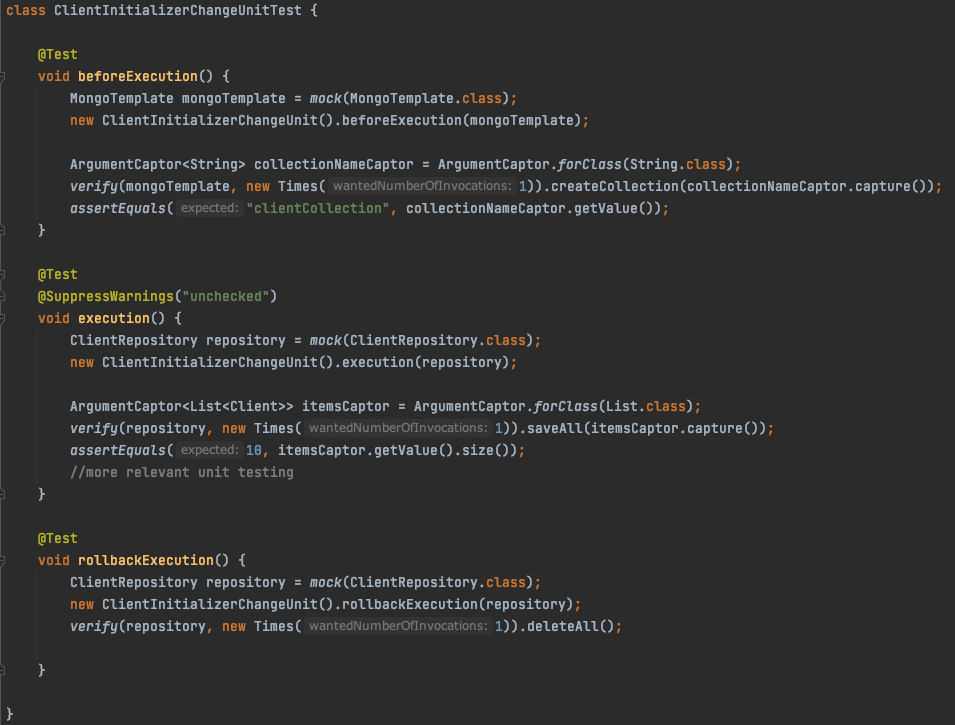 class ClientInitializerChangeUnitTest {
@Test
void beforeExecution() {
MongoTemplate mongoTemplate = mock(MongoTemplate.class);
new ClientInitializerChangeUnit().beforeExecution(mongoTemplate);
ArgumentCaptor<String> collectionNameCaptor = ArgumentCaptor.forClass(String.class);
verify(mongoTemplate, new Times( wantedNumberOfInvocations: 1)).createCollection(collectionNameCaptor.capture());
assertEquals( expected: "clientCollection", collectionNameCaptor.getValue());
}
@Test
@SuppressWarnings("unchecked")
void execution() {
ClientRepository repository = mock(ClientRepository.class);
new ClientInitializerChangeUnit().execution(repository);
ArgumentCaptor<List<Client>> itemsCaptor = ArgumentCaptor.forClass(List.class);
verify(repository, new Times( wantedNumberOfInvocations: 1)).saveAll(itemsCaptor.capture());
assertEquals( expected: 10, itemsCaptor.getValue().size());
//more relevant unit testing
}
@Test
void rollbackExecution() {
ClientRepository repository = mock(ClientRepository.class);
new ClientInitializerChangeUnit().rollbackExecution(repository);
verify(repository, new Times( wantedNumberOfInvocations: 1)).deleteAll();
}
}